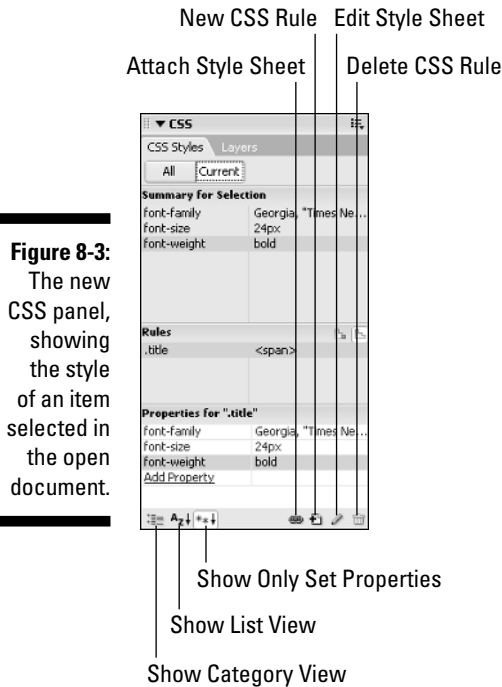 New CSS Rule Edit Style Sheet
Attach Style Sheet Delete CSS Rule
CSS
CSS Styles Layers
All Current
Summary for Selection
font-family Georgia, "Times Ne...
font-size 24px
font-weight bold
Rules
.title <span>
Properties for ".title"
font-family Georgia, "Times Ne...
font-size 24px
font-weight bold
Add Property
Figure 8-3:
The new
CSS panel,
showing
the style
of an item
selected in
the open
document.
Show Only Set Properties
Show List View
Show Category View